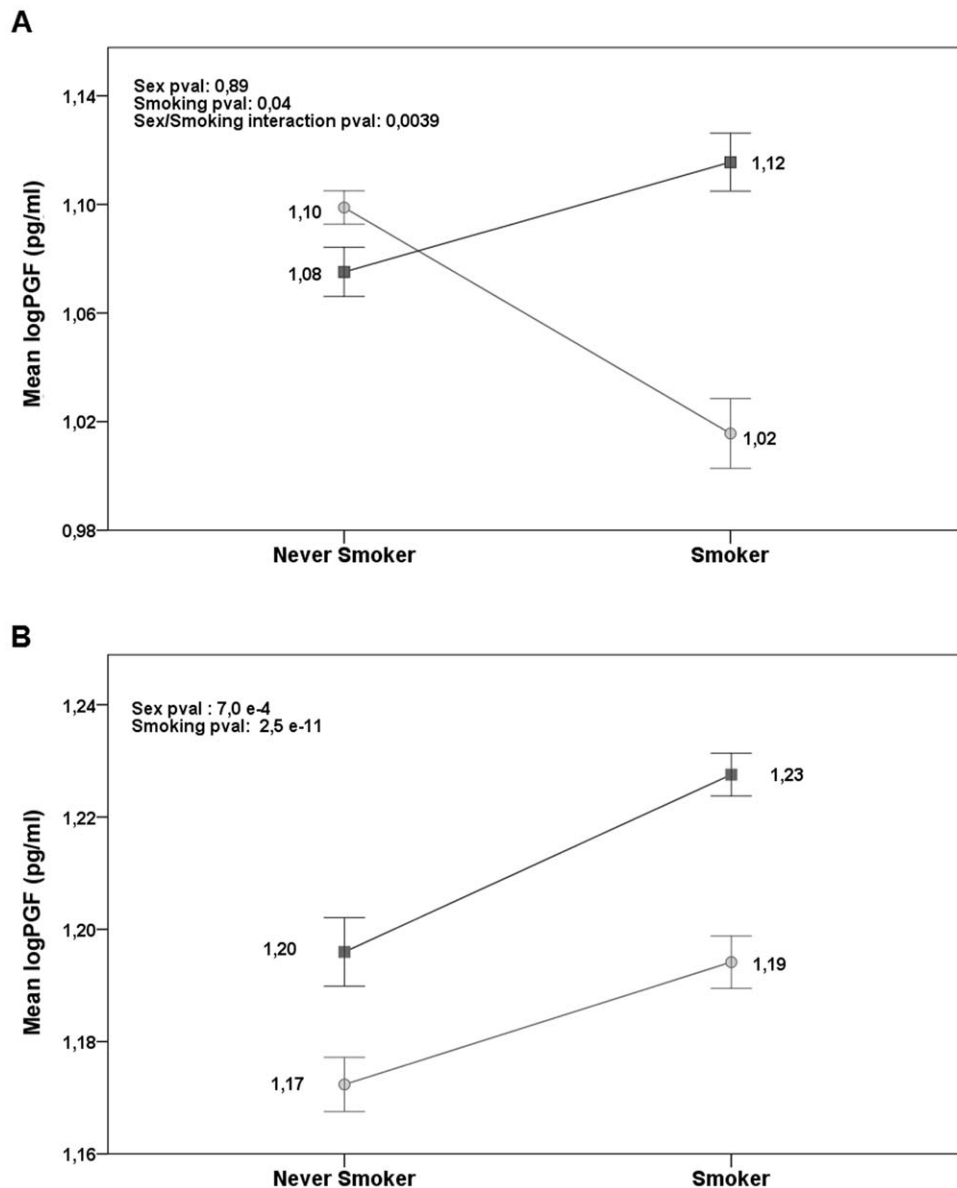 A
Sex pval: 0,89
Smoking pval: 0,04
Sex/Smoking interaction pval: 0,0039
Mean logPGF (pg/ml)
1,14
1,10
1,06
1,02
0,98
1,10
1,08
1,12
1,02
Never Smoker
Smoker
B
Sex pval : 7,0 e-4
Smoking pval: 2,5 e-11
Mean logPGF (pg/ml)
1,24
1,22
1,20
1,18
1,16
1,20
1,17
1,23
1,19
Never Smoker
Smoker